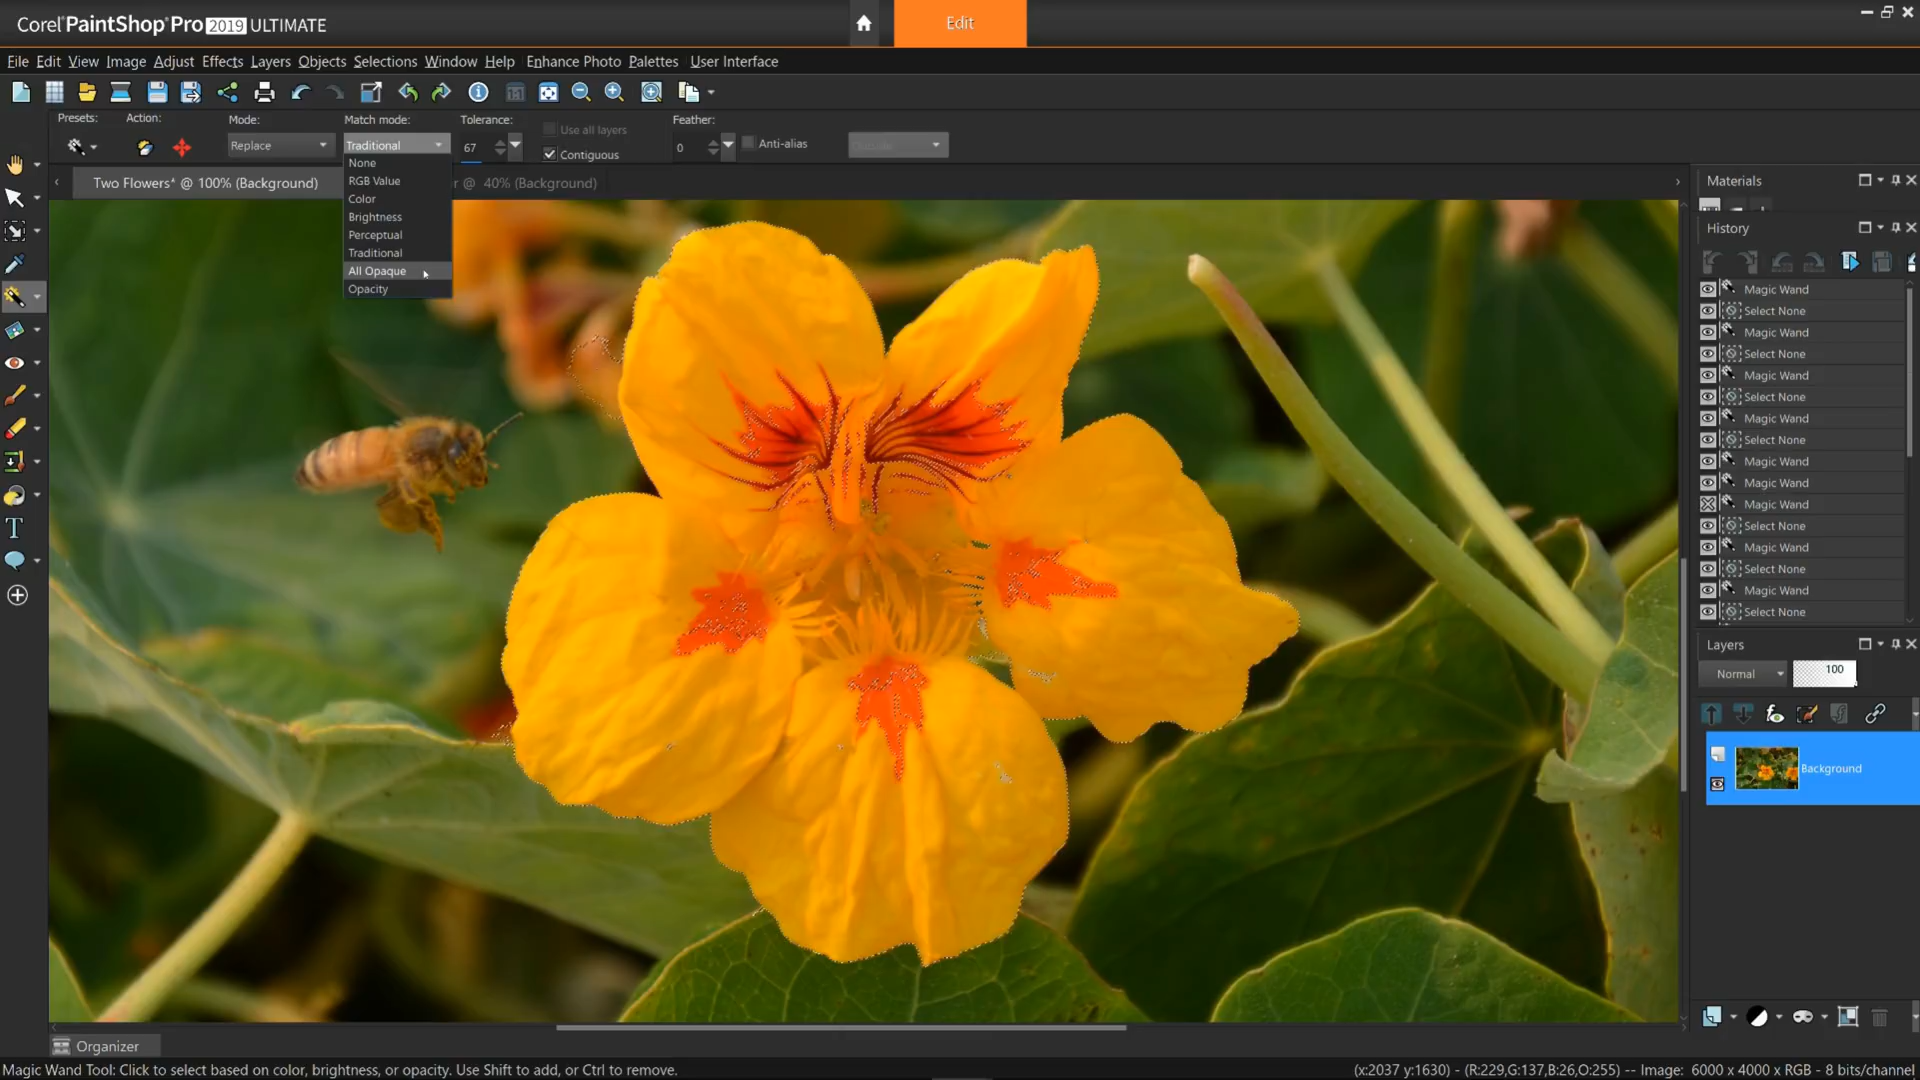 Corel PaintShop Pro 2019 ULTIMATE
Edit
File Edit View Image Adjust Effects Layers Objects Selections Window Help Enhance Photo Palettes User Interface
Presets: Action: Mode: Match mode: Tolerance: Use all layers Feather:
Replace Traditional 67 Contiguous 0 Anti-alias
None
RGB Value
Color
Brightness
Perceptual
Traditional
All Opaque
Opacity
Two Flowers* @ 100% (Background)
r @ 40% (Background)
Materials
History
Magic Wand
Select None
Magic Wand
Select None
Magic Wand
Select None
Magic Wand
Select None
Magic Wand
Magic Wand
Magic Wand
Select None
Magic Wand
Select None
Magic Wand
Select None
Layers
Normal 100
Background
Organizer
Magic Wand Tool: Click to select based on color, brightness, or opacity. Use Shift to add, or Ctrl to remove.
(x:2037 y:1630) - (R:229,G:137,B:26,O:255) -- Image: 6000 x 4000 x RGB - 8 bits/channel